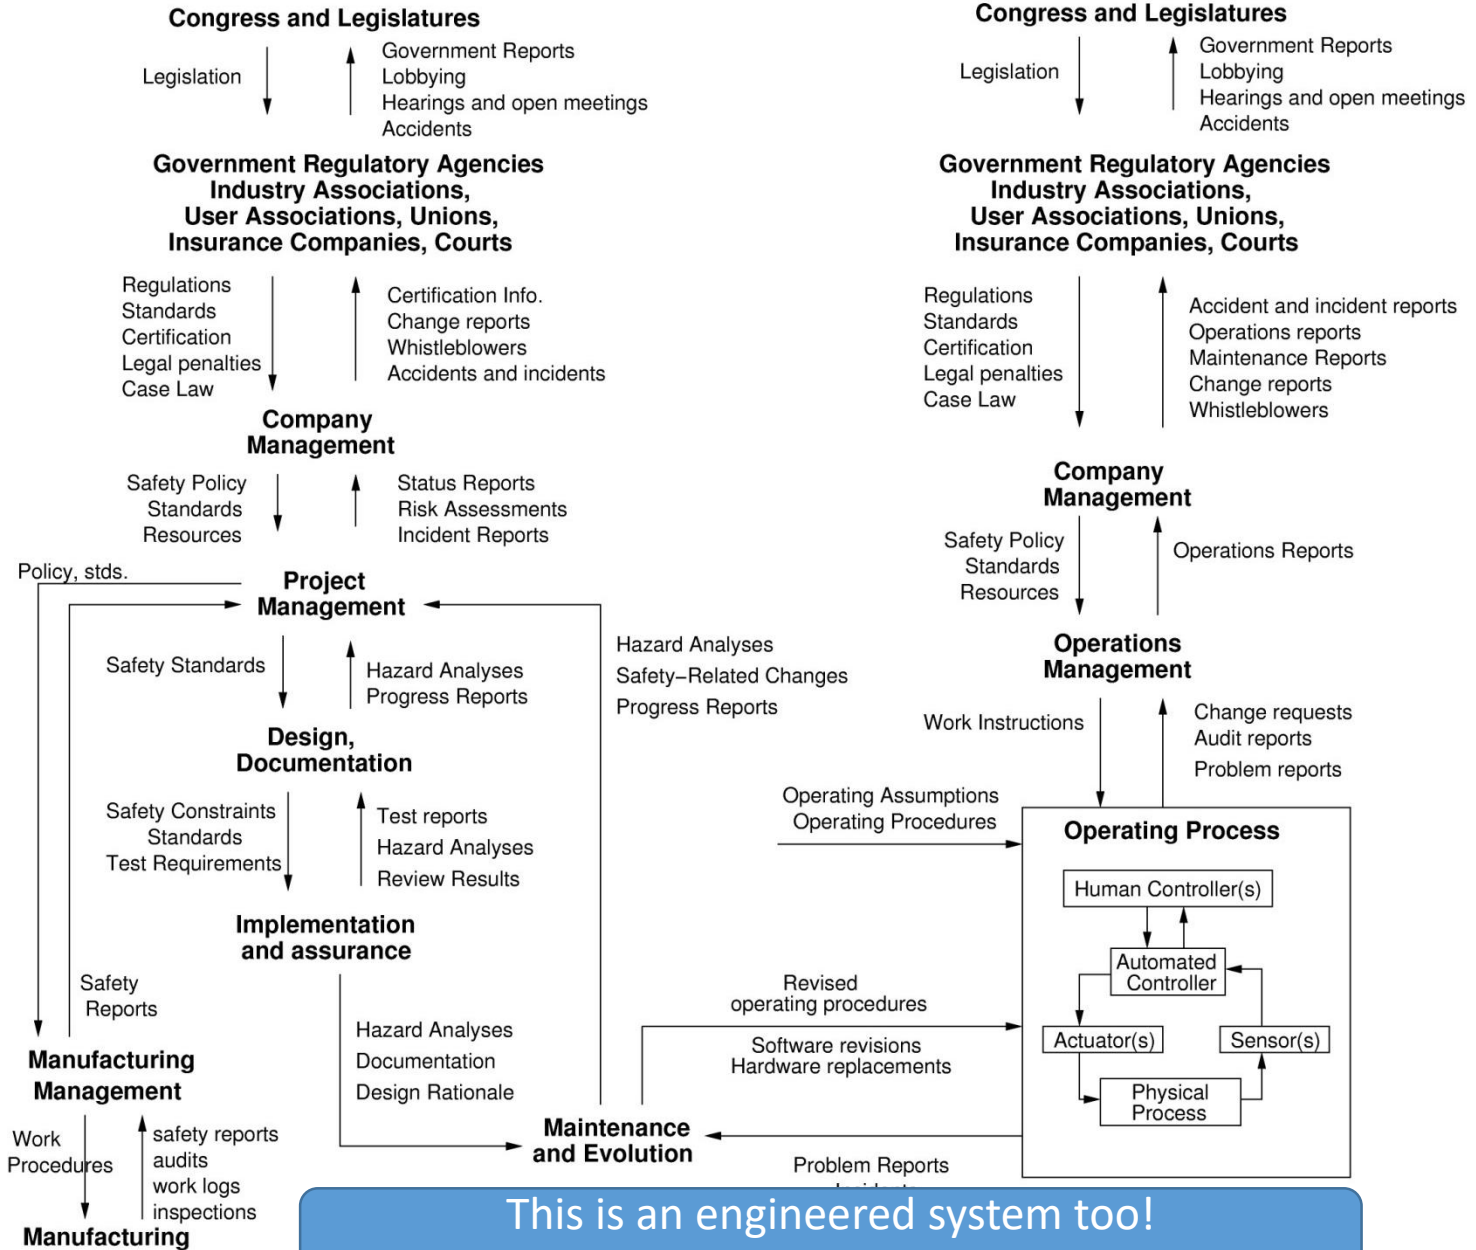 Congress and Legislatures
Legislation
Government Reports
Lobbying
Hearings and open meetings
Accidents
Government Regulatory Agencies
Industry Associations,
User Associations, Unions,
Insurance Companies, Courts
Regulations
Standards
Certification
Legal penalties
Case Law
Certification Info.
Change reports
Whistleblowers
Accidents and incidents
Company
Management
Safety Policy
Standards
Resources
Status Reports
Risk Assessments
Incident Reports
Policy, stds.
Project
Management
Safety Standards
Hazard Analyses
Progress Reports
Hazard Analyses
Safety−Related Changes
Progress Reports
Design,
Documentation
Safety Constraints
Standards
Test Requirements
Test reports
Hazard Analyses
Review Results
Implementation
and assurance
Safety
Reports
Hazard Analyses
Documentation
Design Rationale
Manufacturing
Management
Work
Procedures
safety reports
audits
work logs
inspections
Manufacturing
Maintenance
and Evolution
Congress and Legislatures
Legislation
Government Reports
Lobbying
Hearings and open meetings
Accidents
Government Regulatory Agencies
Industry Associations,
User Associations, Unions,
Insurance Companies, Courts
Regulations
Standards
Certification
Legal penalties
Case Law
Accident and incident reports
Operations reports
Maintenance Reports
Change reports
Whistleblowers
Company
Management
Safety Policy
Standards
Resources
Operations Reports
Operations
Management
Work Instructions
Change requests
Audit reports
Problem reports
Operating Assumptions
Operating Procedures
Operating Process
Human Controller(s)
Automated
Controller
Actuator(s)
Sensor(s)
Physical
Process
Revised
operating procedures
Software revisions
Hardware replacements
Problem Reports
This is an engineered system too!